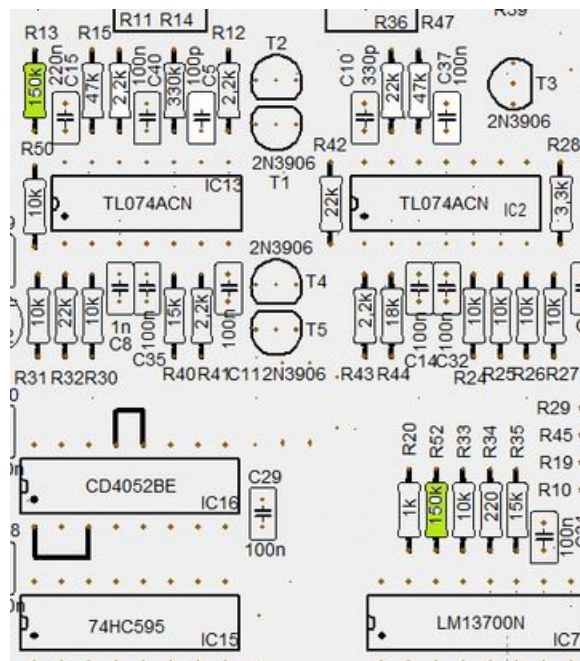 R11 R14
R36 R47
R39
R13 R15 R12 T2
150k 220n C15 47k 2,2k 100n C40 330k 100p C5 2,2k
C10 330p 22k 47k C37 100n T3
2N3906
R50 2N3906 R42 R28
T1
10k TL074ACN IC13 22k TL074ACN IC2 3,3k
2N3906
T4
10k 22k 10k 1n C8 100n C35 15k 2,2k 100n T5
2,2k 18k 100n C14 100n C32 10k 10k 10k 10k
R31 R32 R30 R40 R41 C11 2N3906 R43 R44 R24 R25 R26 R27
R29
R20 R52 R33 R34 R35 R45
R19
R10
CD4052BE IC16 C29 100n
1k 150k 10k 220 15k 100n
8
74HC595 IC15
LM13700N IC7